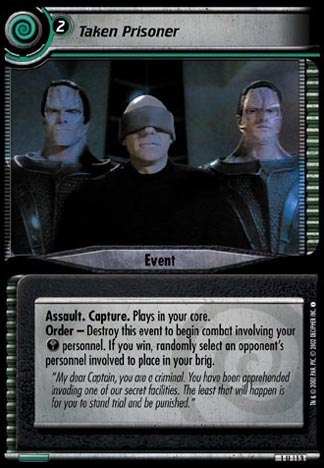 2 Taken Prisoner
Event
Assault. Capture. Plays in your core.
Order – Destroy this event to begin combat involving your
personnel. If you win, randomly select an opponent's
personnel involved to place in your brig.
"My dear Captain, you are a criminal. You have been apprehended
invading one of our secret facilities. The least that will happen is
for you to stand trial and be punished."